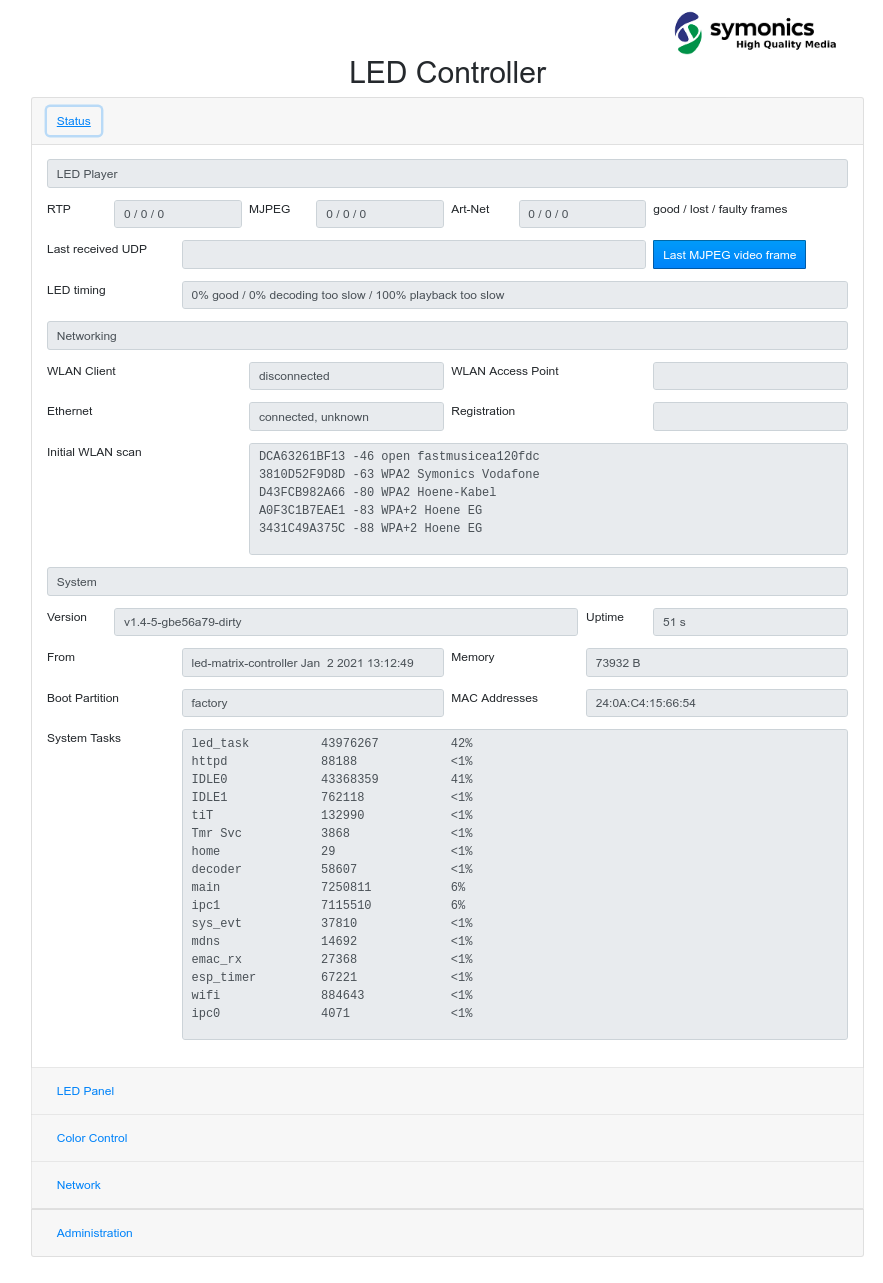 symonics
High Quality Media
LED Controller
Status
LED Player
RTP 0 / 0 / 0 MJPEG 0 / 0 / 0 Art-Net 0 / 0 / 0 good / lost / faulty frames
Last received UDP Last MJPEG video frame
LED timing 0% good / 0% decoding too slow / 100% playback too slow
Networking
WLAN Client disconnected WLAN Access Point
Ethernet connected, unknown Registration
Initial WLAN scan DCA63261BF13 -46 open fastmusicea120fdc
3810D52F9D8D -63 WPA2 Symonics Vodafone
D43FCB982A66 -80 WPA2 Hoene-Kabel
A0F3C1B7EAE1 -83 WPA+2 Hoene EG
3431C49A375C -88 WPA+2 Hoene EG
System
Version v1.4-5-gbe56a79-dirty Uptime 51 s
From led-matrix-controller Jan  2 2021 13:12:49 Memory 73932 B
Boot Partition factory MAC Addresses 24:0A:C4:15:66:54
System Tasks led_task 43976267 42%
httpd 88188 <1%
IDLE0 43368359 41%
IDLE1 762118 <1%
tiT 132990 <1%
Tmr Svc 3868 <1%
home 29 <1%
decoder 58607 <1%
main 7250811 6%
ipc1 7115510 6%
sys_evt 37810 <1%
mdns 14692 <1%
emac_rx 27368 <1%
esp_timer 67221 <1%
wifi 884643 <1%
ipc0 4071 <1%
LED Panel
Color Control
Network
Administration